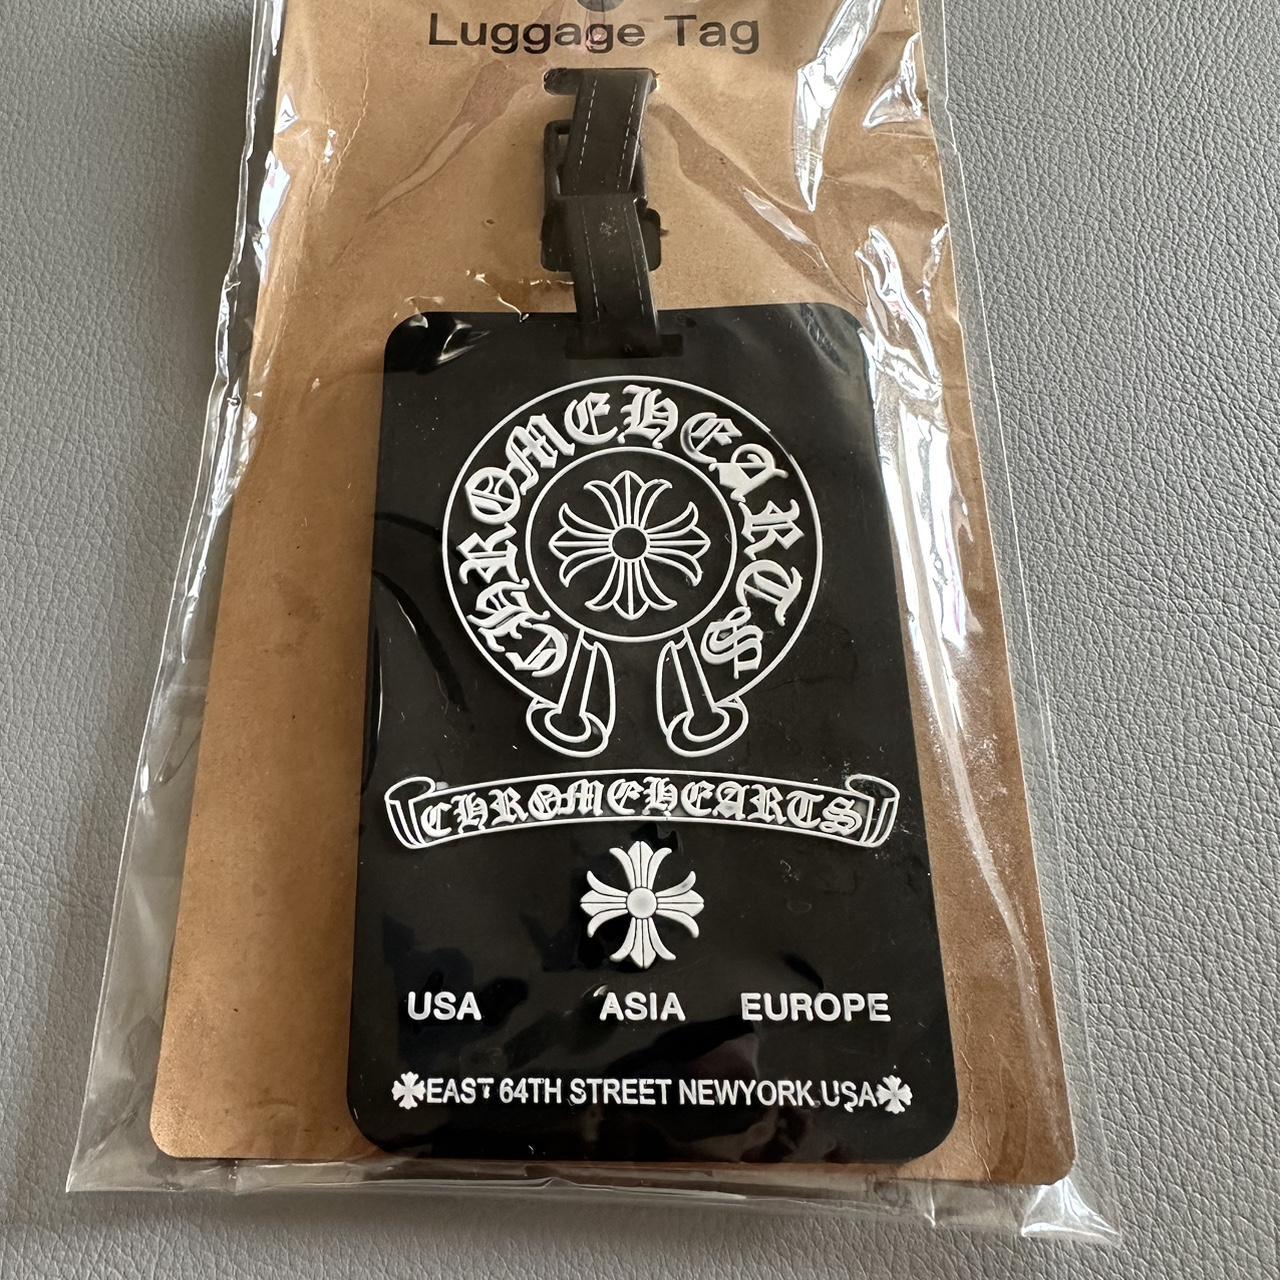 Luggage Tag
CHROMEHEARTS
CHROMEHEARTS
USA ASIA EUROPE
EAST 64TH STREET NEWYORK USA